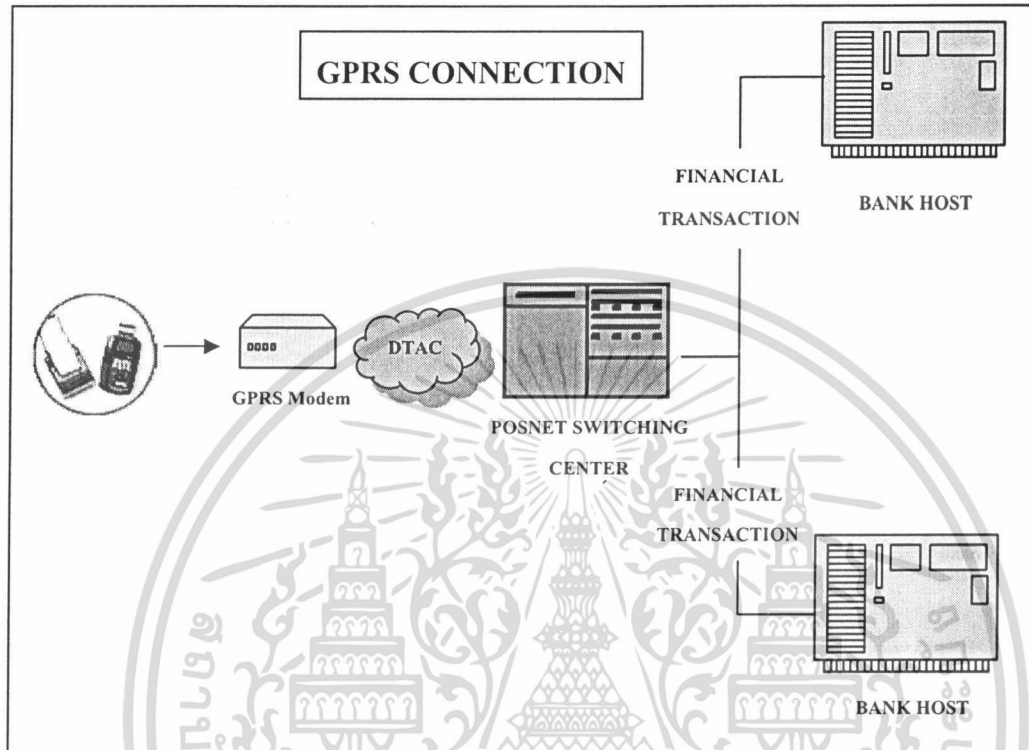 GPRS CONNECTION
FINANCIAL
TRANSACTION
BANK HOST
DTAC
GPRS Modem
POSNET SWITCHING
CENTER
FINANCIAL
TRANSACTION
BANK HOST